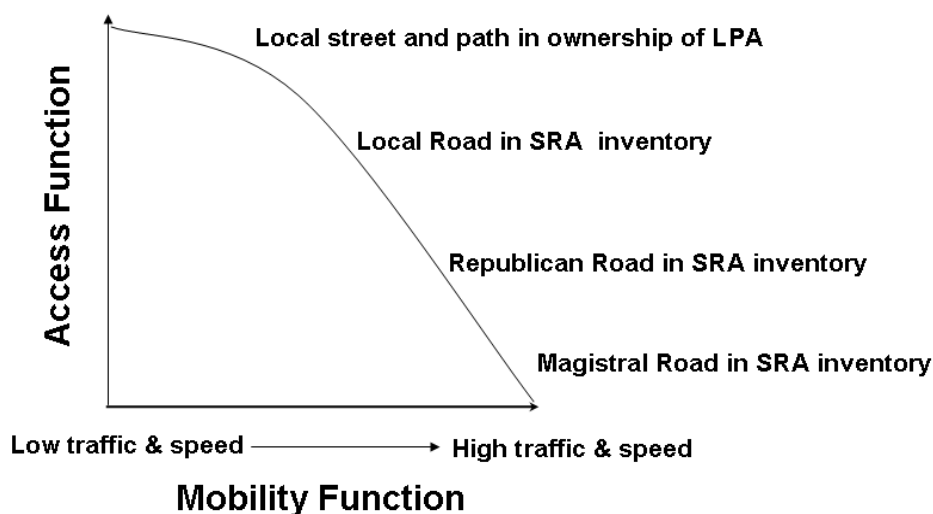 Local street and path in ownership of LPA
Access Function
Local Road in SRA inventory
Republican Road in SRA inventory
Magistral Road in SRA inventory
Low traffic & speed
High traffic & speed
Mobility Function